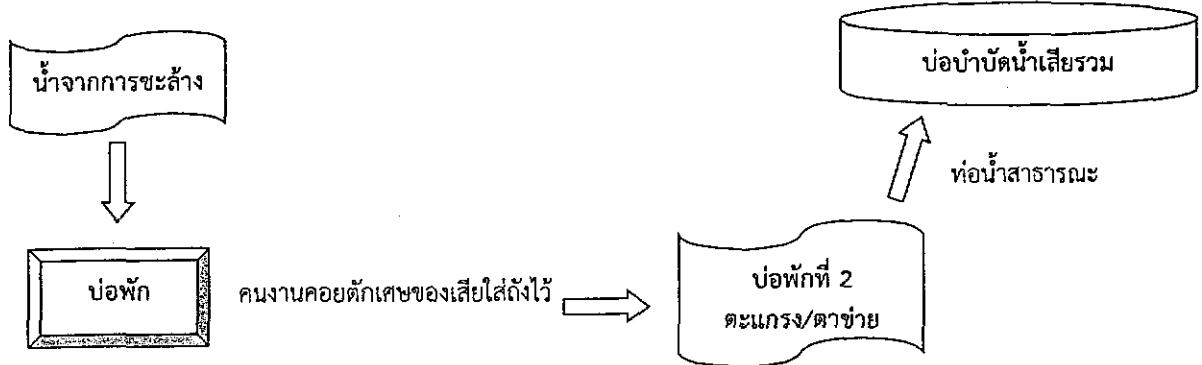 น้ำจากการชะล้าง
บ่อพัก
คนงานคอยตักเศษของเสียใส่ถังไว้
บ่อพักที่ 2
ตะแกรง/ตาข่าย
ท่อน้ำสาธารณะ
บ่อบำบัดน้ำเสียรวม